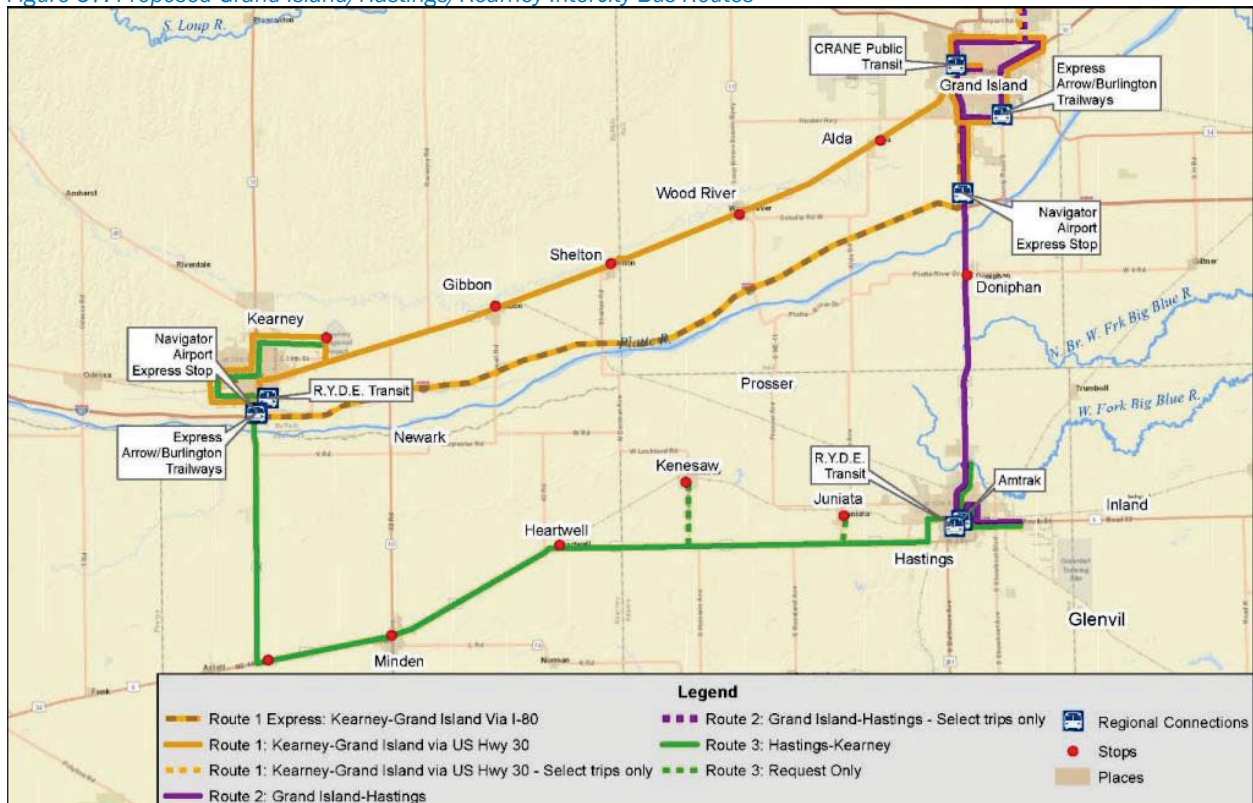 Figure 37: Proposed Grand Island/Hastings/Kearney Intercity Bus Routes
S. Loup R.
Pleasanton
CRANE Public
Transit
Grand Island
Express
Arrow/Burlington
Trailways
Alda
Amherst
Wood River
Navigator
Airport
Express Stop
Riverdale
Shelton
Giltner
Gibbon
Doniphan
Kearney
N. Br. W. Frk Big Blue R.
Navigator
Airport
Express Stop
Platte R.
Odessa
R.Y.D.E. Transit
Prosser
Trumbull
W. Fork Big Blue R.
Express
Arrow/Burlington
Trailways
Newark
Kenesaw
R.Y.D.E.
Transit
Amtrak
Juniata
Inland
Heartwell
Hastings
Glenvil
Minden
Norman
Axtell
Funk
Legend
Route 1 Express: Kearney-Grand Island Via I-80
Route 1: Kearney-Grand Island via US Hwy 30
Route 1: Kearney-Grand Island via US Hwy 30 - Select trips only
Route 2: Grand Island-Hastings
Route 2: Grand Island-Hastings - Select trips only
Route 3: Hastings-Kearney
Route 3: Request Only
Regional Connections
Stops
Places